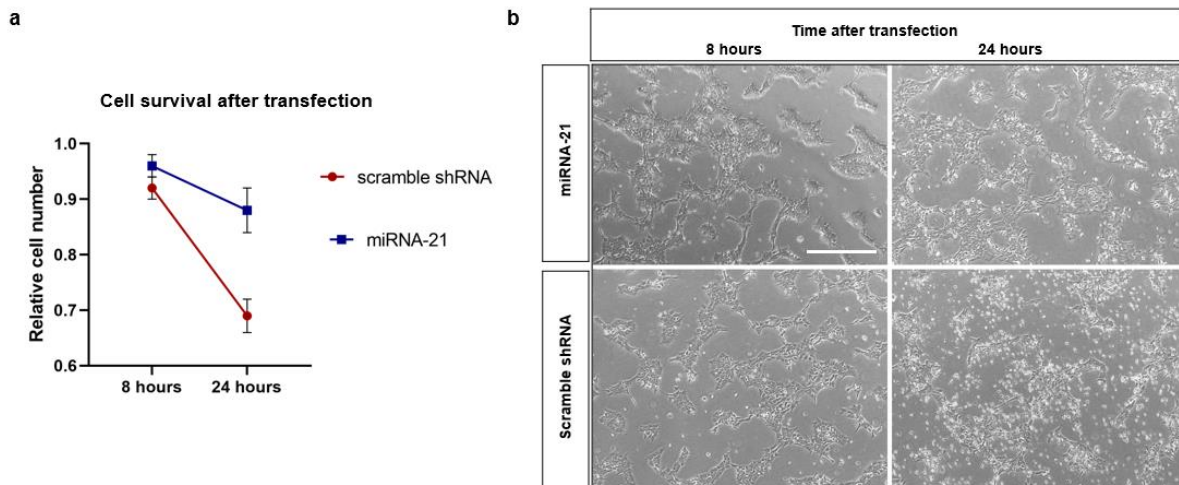 a
Cell survival after transfection
Relative cell number
1.0
0.9
0.8
0.7
0.6
8 hours
24 hours
scramble shRNA
miRNA-21
b
Time after transfection
8 hours
24 hours
miRNA-21
Scramble shRNA